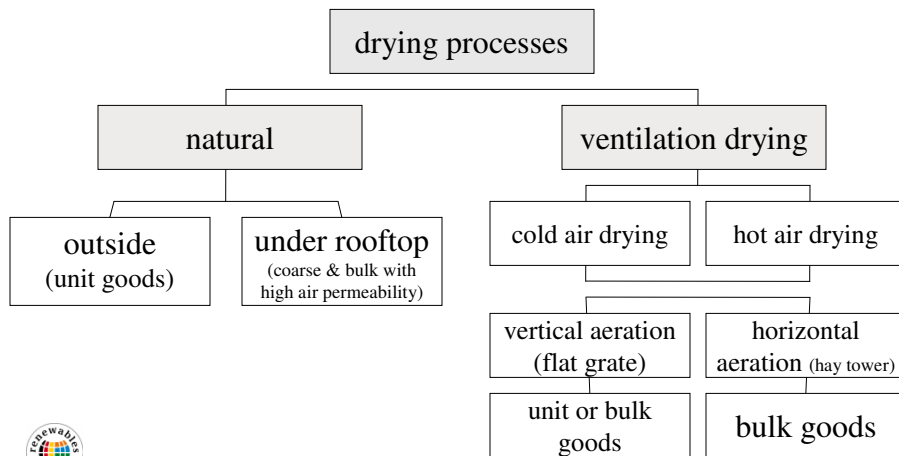 drying processes
natural
ventilation drying
outside
(unit goods)
under rooftop
(coarse & bulk with
high air permeability)
cold air drying
hot air drying
vertical aeration
(flat grate)
horizontal
aeration (hay tower)
unit or bulk
goods
bulk goods
renewables